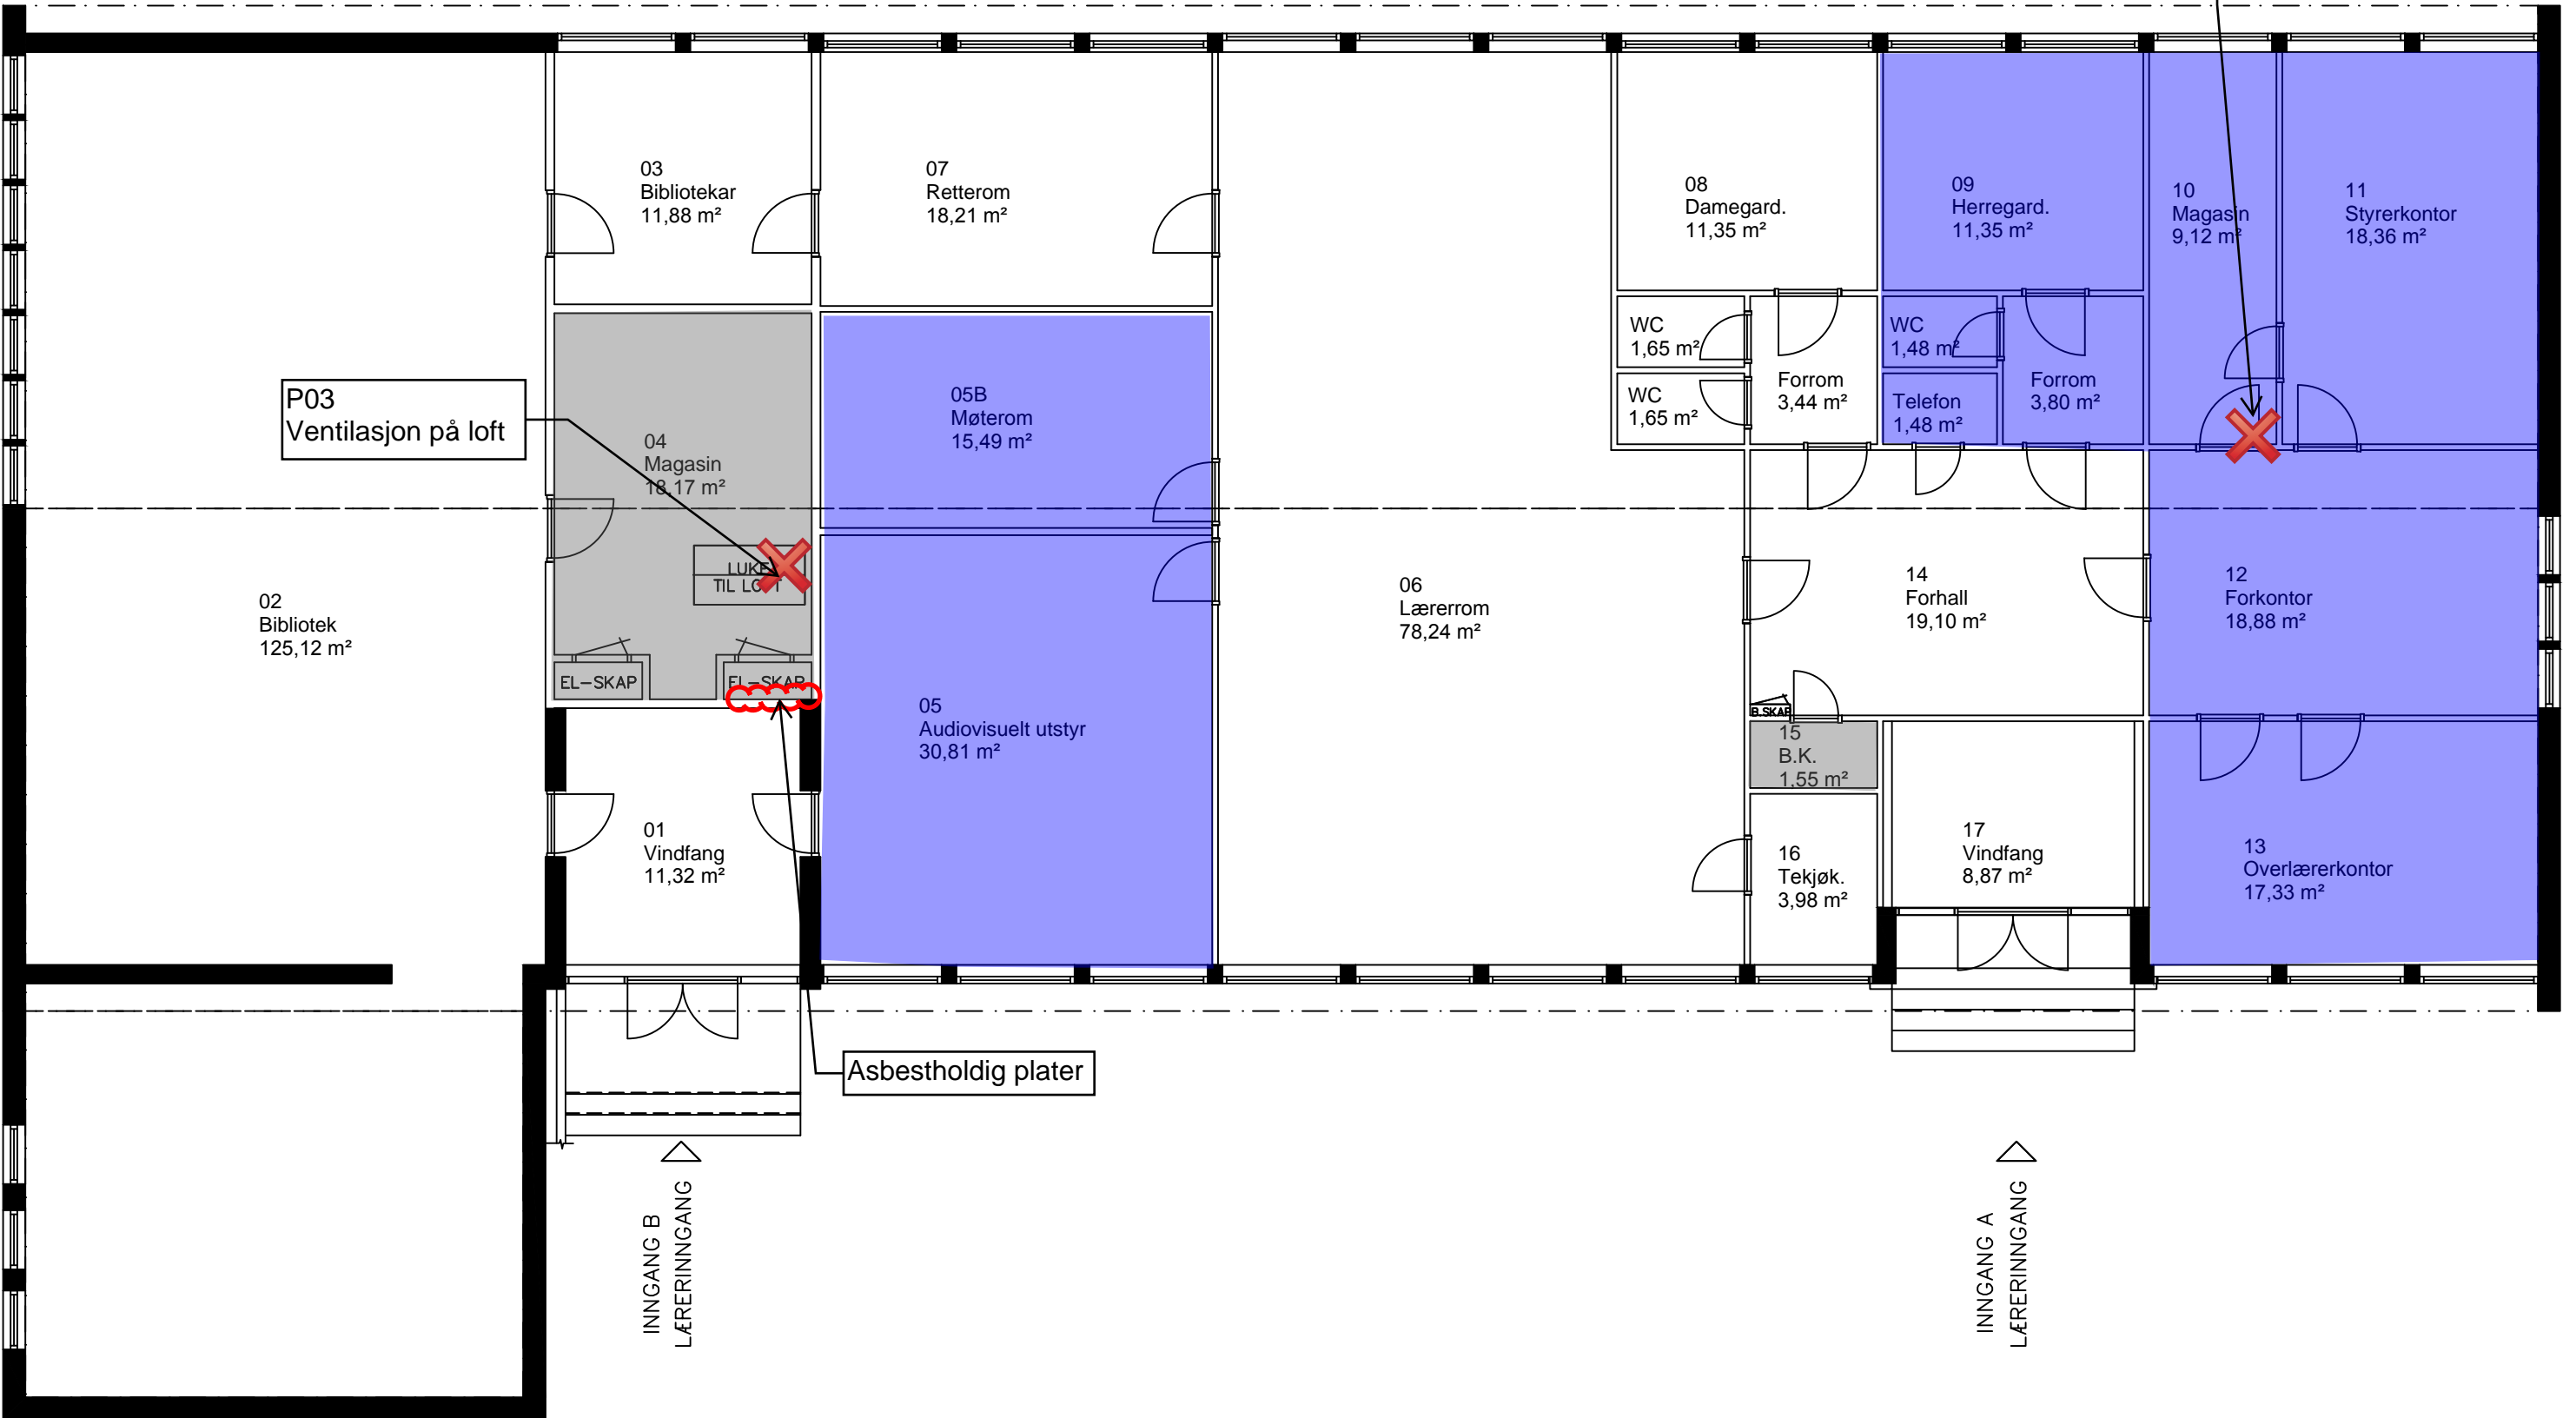 03
Bibliotekar
11,88 m²
07
Retterom
18,21 m²
08
Damegard.
11,35 m²
09
Herregard.
11,35 m²
10
Magasin
9,12 m²
11
Styrerkontor
18,36 m²
WC
1,65 m²
WC
1,65 m²
Forrom
3,44 m²
WC
1,48 m²
Telefon
1,48 m²
Forrom
3,80 m²
P03
Ventilasjon på loft
04
Magasin
18,17 m²
05B
Møterom
15,49 m²
LUKE
TIL LOFT
EL-SKAP
EL-SKAP
02
Bibliotek
125,12 m²
06
Lærerrom
78,24 m²
14
Forhall
19,10 m²
12
Forkontor
18,88 m²
05
Audiovisuelt utstyr
30,81 m²
B.SKAP
15
B.K.
1,55 m²
01
Vindfang
11,32 m²
16
Tekjøk.
3,98 m²
17
Vindfang
8,87 m²
13
Overlærerkontor
17,33 m²
Asbestholdig plater
INNGANG B
LÆRERINNGANG
INNGANG A
LÆRERINNGANG